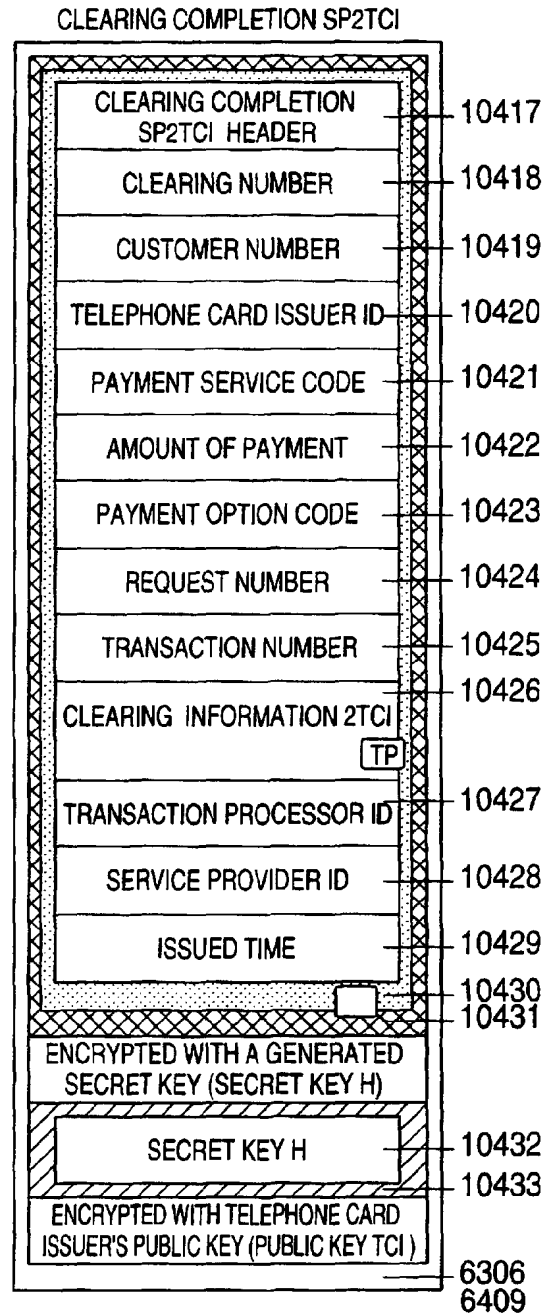 CLEARING COMPLETION SP2TCI
CLEARING COMPLETION
SP2TCI HEADER
10417
CLEARING NUMBER
10418
CUSTOMER NUMBER
10419
TELEPHONE CARD ISSUER ID
10420
PAYMENT SERVICE CODE
10421
AMOUNT OF PAYMENT
10422
PAYMENT OPTION CODE
10423
REQUEST NUMBER
10424
TRANSACTION NUMBER
10425
10426
CLEARING INFORMATION 2TCI
TP
TRANSACTION PROCESSOR ID
10427
SERVICE PROVIDER ID
10428
ISSUED TIME
10429
10430
10431
ENCRYPTED WITH A GENERATED
SECRET KEY (SECRET KEY H)
SECRET KEY H
10432
10433
ENCRYPTED WITH TELEPHONE CARD
ISSUER'S PUBLIC KEY (PUBLIC KEY TCI )
6306
6409